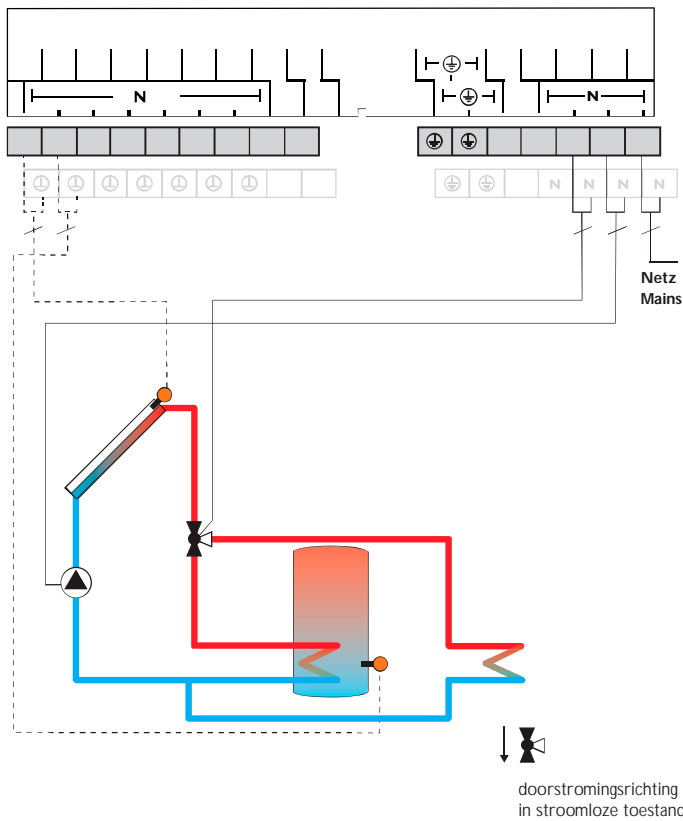 N
N
N N N N
Netz
Mains
doorstromingsrichting
in stroomloze toestand